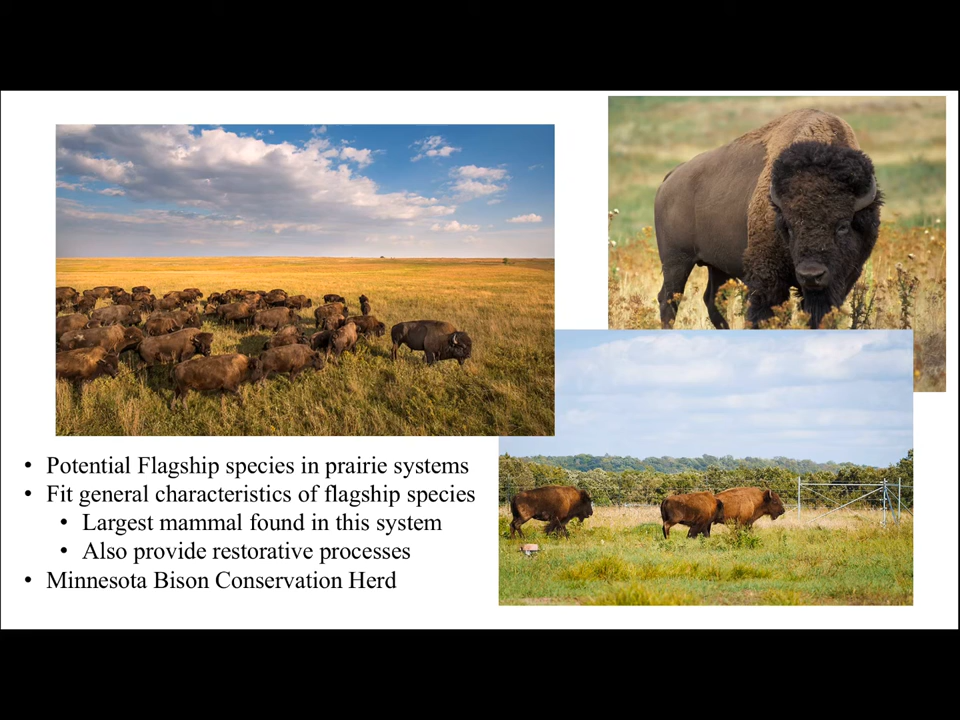 • Potential Flagship species in prairie systems
• Fit general characteristics of flagship species
• Largest mammal found in this system
• Also provide restorative processes
• Minnesota Bison Conservation Herd